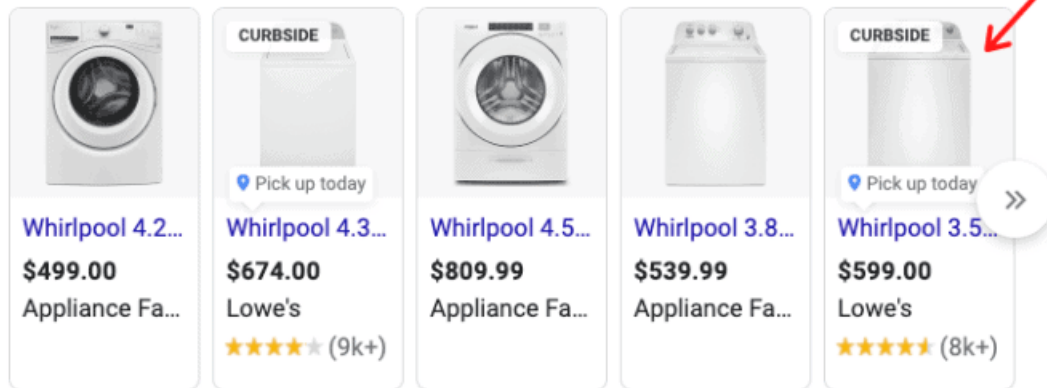 CURBSIDE
CURBSIDE
Pick up today
Pick up today
Whirlpool 4.2...
Whirlpool 4.3...
Whirlpool 4.5...
Whirlpool 3.8...
Whirlpool 3.5...
$499.00
$674.00
$809.99
$539.99
$599.00
Appliance Fa...
Lowe's
Appliance Fa...
Appliance Fa...
Lowe's
(9k+)
(8k+)